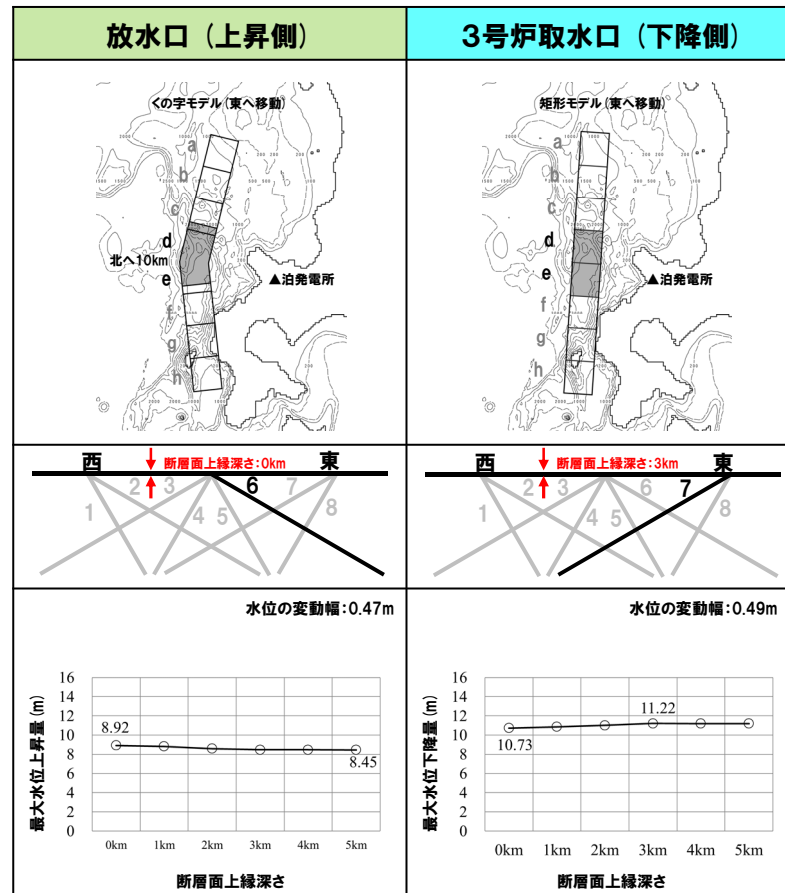 放水口（上昇側）
3号炉取水口（下降側）
くの字モデル(東へ移動)
a
b
c
d
北へ10km
e
f
g
h
▲泊発電所
矩形モデル(東へ移動)
a
b
c
d
e
f
g
h
▲泊発電所
西
断層面上縁深さ:0km
東
1 2 3 4 5 6 7 8
西
断層面上縁深さ:3km
東
1 2 3 4 5 6 7 8
水位の変動幅:0.47m
最大水位上昇量(m)
16
14
12
10
8
6
4
2
0
8.92
8.45
0km 1km 2km 3km 4km 5km
断層面上縁深さ
水位の変動幅:0.49m
最大水位下降量(m)
16
14
12
10
8
6
4
2
0
10.73
11.22
0km 1km 2km 3km 4km 5km
断層面上縁深さ